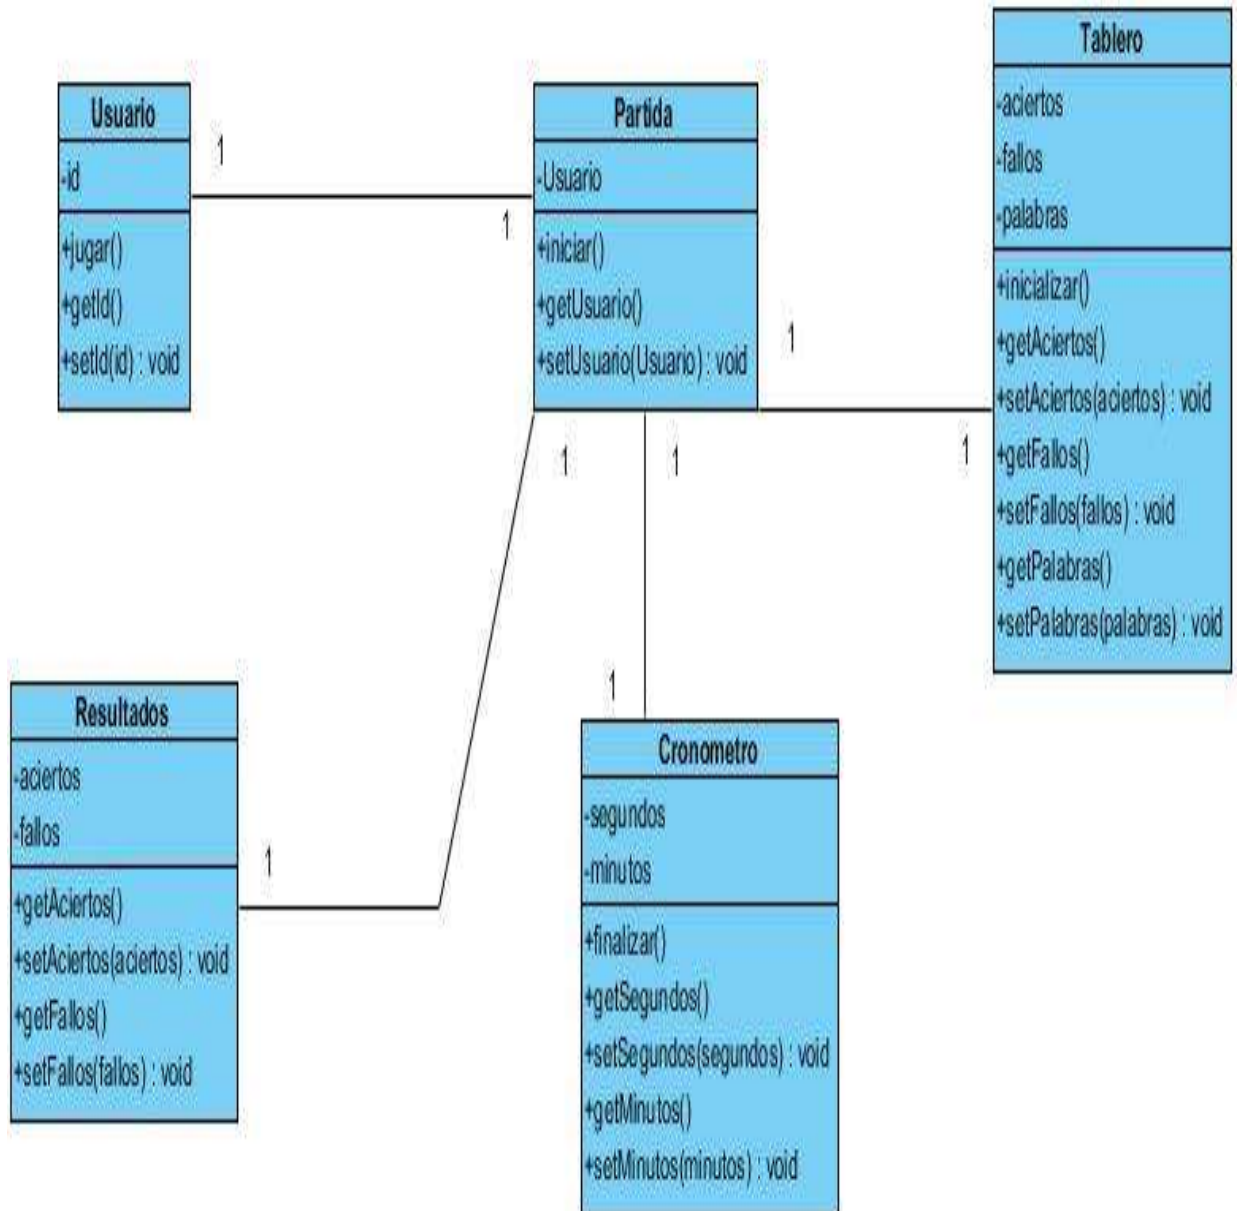 Usuario
-id
+jugar()
+getId()
+setId(id) : void
1
1
Partida
-Usuario
+iniciar()
+getUsuario()
+setUsuario(Usuario) : void
1
1
Tablero
-aciertos
-fallos
-palabras
+inicializar()
+getAciertos()
+setAciertos(aciertos) : void
+getFallos()
+setFallos(fallos) : void
+getPalabras()
+setPalabras(palabras) : void
1
1
1
1
Resultados
-aciertos
-fallos
+getAciertos()
+setAciertos(aciertos) : void
+getFallos()
+setFallos(fallos) : void
Cronometro
-segundos
-minutos
+finalizar()
+getSegundos()
+setSegundos(segundos) : void
+getMinutos()
+setMinutos(minutos) : void